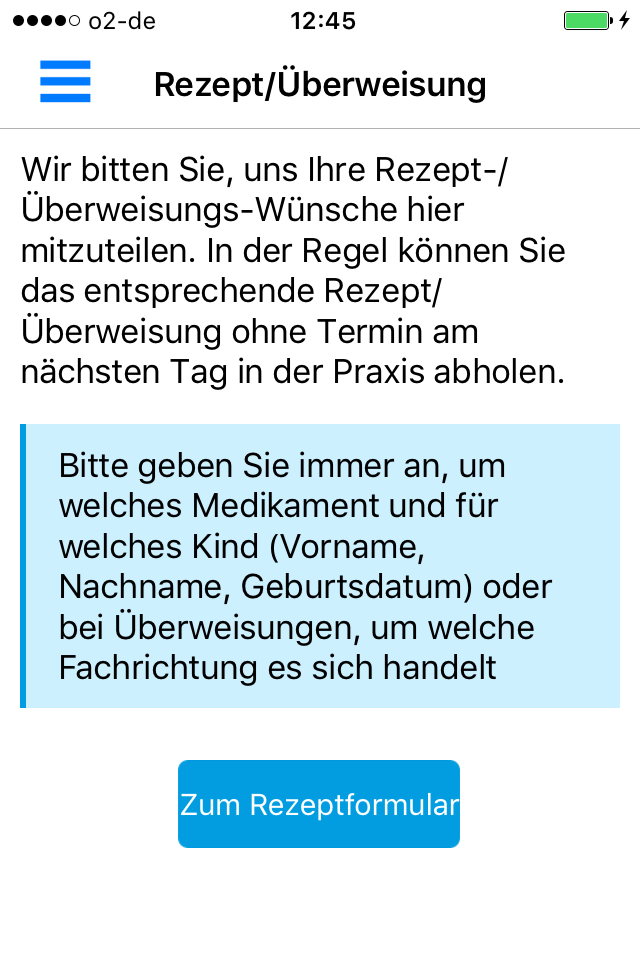 o2-de 12:45
Rezept/Überweisung
Wir bitten Sie, uns Ihre Rezept-/
Überweisungs-Wünsche hier
mitzuteilen. In der Regel können Sie
das entsprechende Rezept/
Überweisung ohne Termin am
nächsten Tag in der Praxis abholen.
Bitte geben Sie immer an, um
welches Medikament und für
welches Kind (Vorname,
Nachname, Geburtsdatum) oder
bei Überweisungen, um welche
Fachrichtung es sich handelt
Zum Rezeptformular